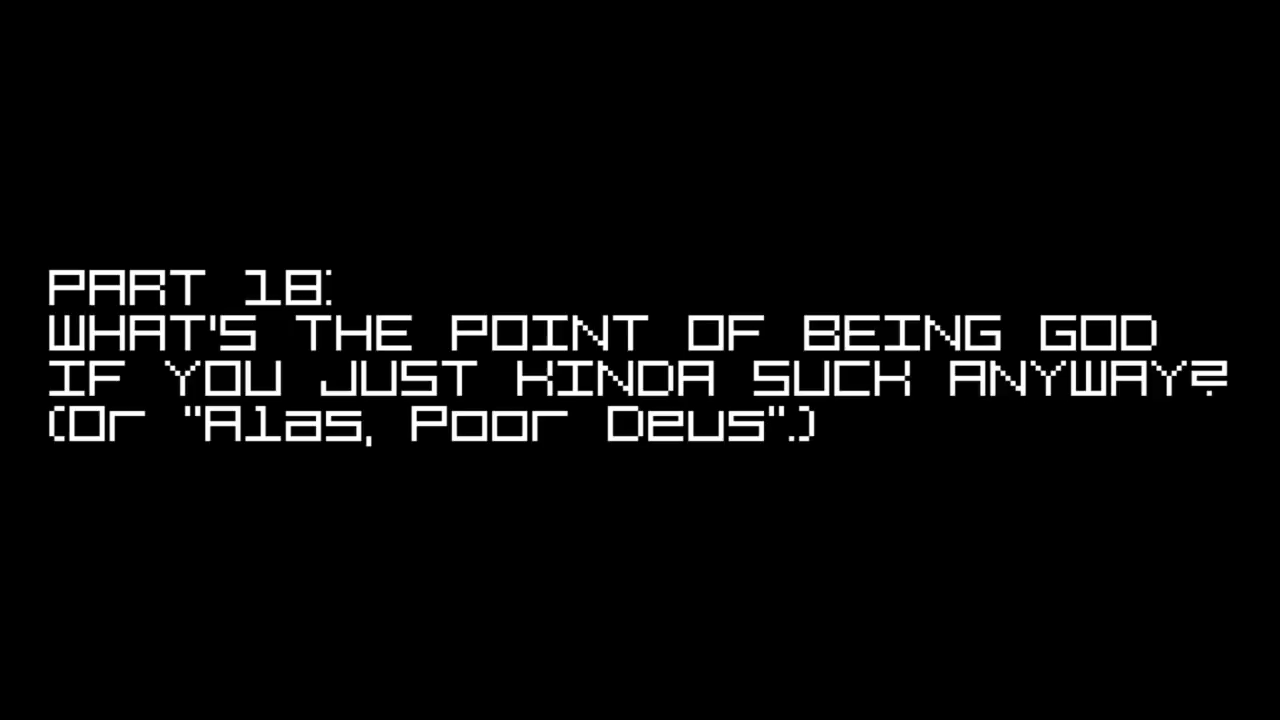 PART 18:
WHAT'S THE POINT OF BEING GOD
IF YOU JUST KINDA SUCK ANYWAY?
(Or "Alas, Poor Deus".)